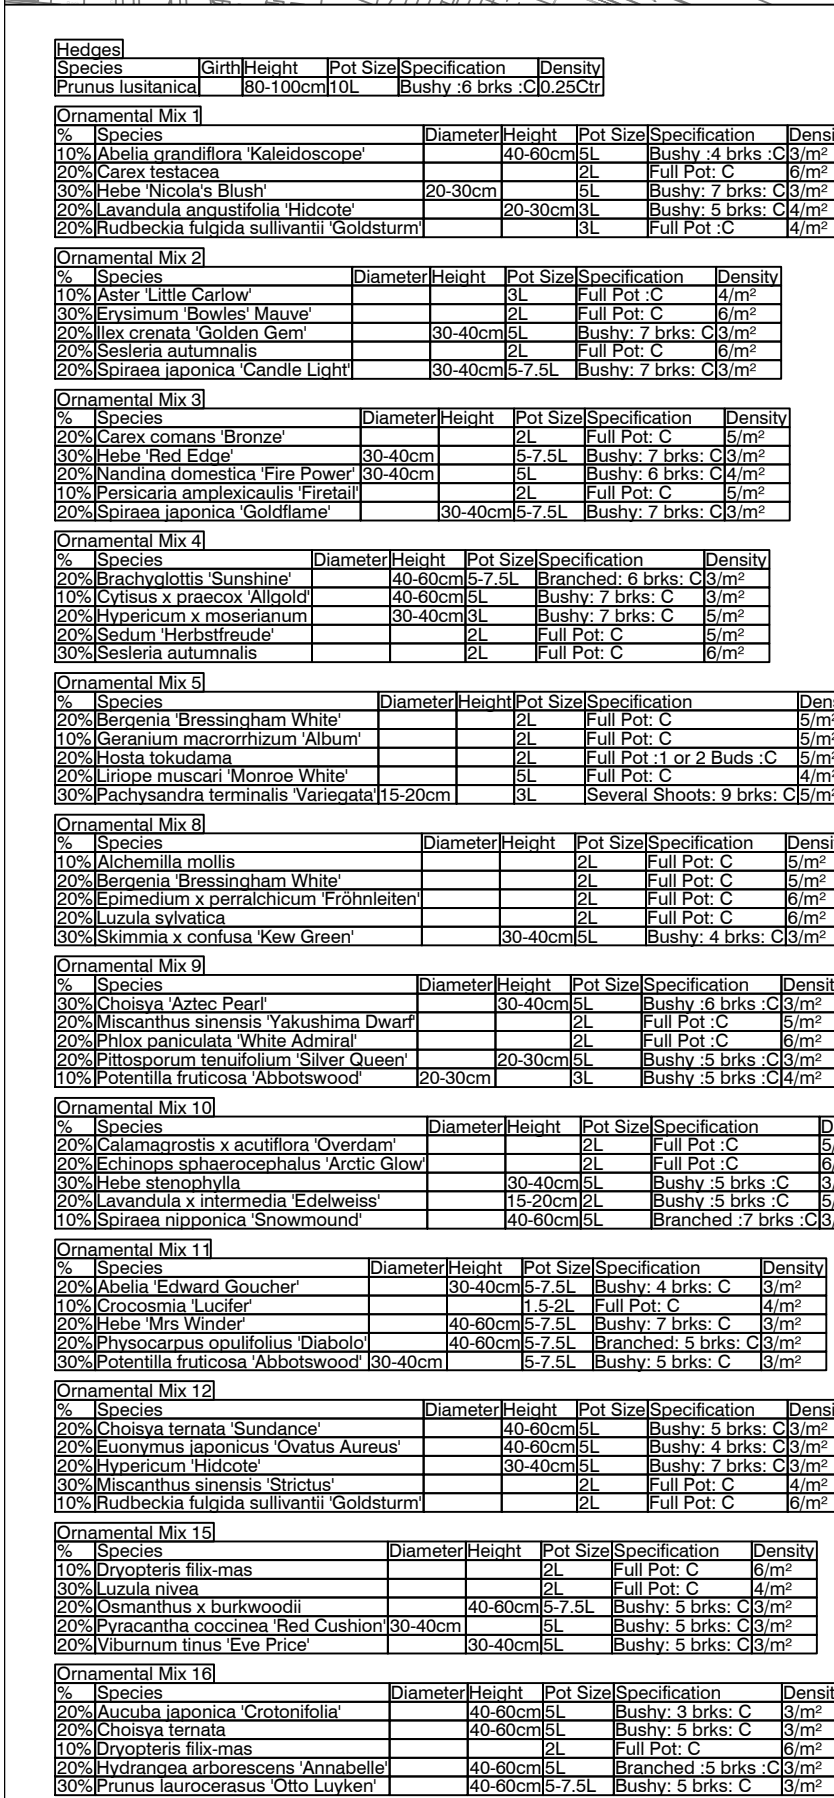 Hedges
Species Girth Height Pot Size Specification Density
Prunus lusitanica 80-100cm 10L Bushy :6 brks :C 0.25Ctr
Ornamental Mix 1
% Species Diameter Height Pot Size Specification Densi
10% Abelia grandiflora 'Kaleidoscope' 40-60cm 5L Bushy :4 brks :C 3/m²
20% Carex testacea 2L Full Pot: C 6/m²
30% Hebe 'Nicola's Blush' 20-30cm 5L Bushy: 7 brks: C 3/m²
20% Lavandula angustifolia 'Hidcote' 20-30cm 3L Bushy: 5 brks: C 4/m²
20% Rudbeckia fulgida sullivantii 'Goldsturm' 3L Full Pot :C 4/m²
Ornamental Mix 2
% Species Diameter Height Pot Size Specification Density
10% Aster 'Little Carlow' 3L Full Pot :C 4/m²
30% Erysimum 'Bowles' Mauve' 2L Full Pot: C 6/m²
20% Ilex crenata 'Golden Gem' 30-40cm 5L Bushy: 7 brks: C 3/m²
20% Sesleria autumnalis 2L Full Pot: C 6/m²
20% Spiraea japonica 'Candle Light' 30-40cm 5-7.5L Bushy: 7 brks: C 3/m²
Ornamental Mix 3
% Species Diameter Height Pot Size Specification Density
20% Carex comans 'Bronze' 2L Full Pot: C 5/m²
30% Hebe 'Red Edge' 30-40cm 5-7.5L Bushy: 7 brks: C 3/m²
20% Nandina domestica 'Fire Power' 30-40cm 5L Bushy: 6 brks: C 4/m²
10% Persicaria amplexicaulis 'Firetail' 2L Full Pot: C 5/m²
20% Spiraea japonica 'Goldflame' 30-40cm 5-7.5L Bushy: 7 brks: C 3/m²
Ornamental Mix 4
% Species Diameter Height Pot Size Specification Density
20% Brachyglottis 'Sunshine' 40-60cm 5-7.5L Branched: 6 brks: C 3/m²
10% Cytisus x praecox 'Allgold' 40-60cm 5L Bushy: 7 brks: C 3/m²
20% Hypericum x moserianum 30-40cm 3L Bushy: 7 brks: C 5/m²
20% Sedum 'Herbstfreude' 2L Full Pot: C 5/m²
30% Sesleria autumnalis 2L Full Pot: C 6/m²
Ornamental Mix 5
% Species Diameter Height Pot Size Specification Dens
20% Bergenia 'Bressingham White' 2L Full Pot: C 5/m²
10% Geranium macrorrhizum 'Album' 2L Full Pot: C 5/m²
20% Hosta tokudama 2L Full Pot :1 or 2 Buds :C 5/m²
20% Liriope muscari 'Monroe White' 5L Full Pot: C 4/m²
30% Pachysandra terminalis 'Variegata' 15-20cm 3L Several Shoots: 9 brks: C 5/m²
Ornamental Mix 8
% Species Diameter Height Pot Size Specification Densi
10% Alchemilla mollis 2L Full Pot: C 5/m²
20% Bergenia 'Bressingham White' 2L Full Pot: C 5/m²
20% Epimedium x perralchicum 'Fröhnleiten' 2L Full Pot: C 6/m²
20% Luzula sylvatica 2L Full Pot: C 6/m²
30% Skimmia x confusa 'Kew Green' 30-40cm 5L Bushy: 4 brks: C 3/m²
Ornamental Mix 9
% Species Diameter Height Pot Size Specification Densit
30% Choisya 'Aztec Pearl' 30-40cm 5L Bushy :6 brks :C 3/m²
20% Miscanthus sinensis 'Yakushima Dwarf' 2L Full Pot :C 5/m²
20% Phlox paniculata 'White Admiral' 2L Full Pot :C 6/m²
20% Pittosporum tenuifolium 'Silver Queen' 20-30cm 5L Bushy :5 brks :C 3/m²
10% Potentilla fruticosa 'Abbotswood' 20-30cm 3L Bushy :5 brks :C 4/m²
Ornamental Mix 10
% Species Diameter Height Pot Size Specification D
20% Calamagrostis x acutiflora 'Overdam' 2L Full Pot :C 5/
20% Echinops sphaerocephalus 'Arctic Glow' 2L Full Pot :C 6/
30% Hebe stenophylla 30-40cm 5L Bushy :5 brks :C 3/
20% Lavandula x intermedia 'Edelweiss' 15-20cm 2L Bushy :5 brks :C 5/
10% Spiraea nipponica 'Snowmound' 40-60cm 5L Branched :7 brks :C 3/
Ornamental Mix 11
% Species Diameter Height Pot Size Specification Density
20% Abelia 'Edward Goucher' 30-40cm 5-7.5L Bushy: 4 brks: C 3/m²
10% Crocosmia 'Lucifer' 1.5-2L Full Pot: C 4/m²
20% Hebe 'Mrs Winder' 40-60cm 5-7.5L Bushy: 7 brks: C 3/m²
20% Physocarpus opulifolius 'Diabolo' 40-60cm 5-7.5L Branched: 5 brks: C 3/m²
30% Potentilla fruticosa 'Abbotswood' 30-40cm 5-7.5L Bushy: 5 brks: C 3/m²
Ornamental Mix 12
% Species Diameter Height Pot Size Specification Densi
20% Choisya ternata 'Sundance' 40-60cm 5L Bushy: 5 brks: C 3/m²
20% Euonymus japonicus 'Ovatus Aureus' 40-60cm 5L Bushy: 4 brks: C 3/m²
20% Hypericum 'Hidcote' 30-40cm 5L Bushy: 7 brks: C 3/m²
30% Miscanthus sinensis 'Strictus' 2L Full Pot: C 4/m²
10% Rudbeckia fulgida sullivantii 'Goldsturm' 2L Full Pot: C 6/m²
Ornamental Mix 15
% Species Diameter Height Pot Size Specification Density
10% Dryopteris filix-mas 2L Full Pot: C 6/m²
30% Luzula nivea 2L Full Pot: C 4/m²
20% Osmanthus x burkwoodii 40-60cm 5-7.5L Bushy: 5 brks: C 3/m²
20% Pyracantha coccinea 'Red Cushion' 30-40cm 5L Bushy: 5 brks: C 3/m²
20% Viburnum tinus 'Eve Price' 30-40cm 5L Bushy: 5 brks: C 3/m²
Ornamental Mix 16
% Species Diameter Height Pot Size Specification Densit
20% Aucuba japonica 'Crotonifolia' 40-60cm 5L Bushy: 3 brks: C 3/m²
20% Choisya ternata 40-60cm 5L Bushy: 5 brks: C 3/m²
10% Dryopteris filix-mas 2L Full Pot: C 6/m²
20% Hydrangea arborescens 'Annabelle' 40-60cm 5L Branched :5 brks :C 3/m²
30% Prunus laurocerasus 'Otto Luyken' 40-60cm 5-7.5L Bushy: 5 brks: C 3/m²